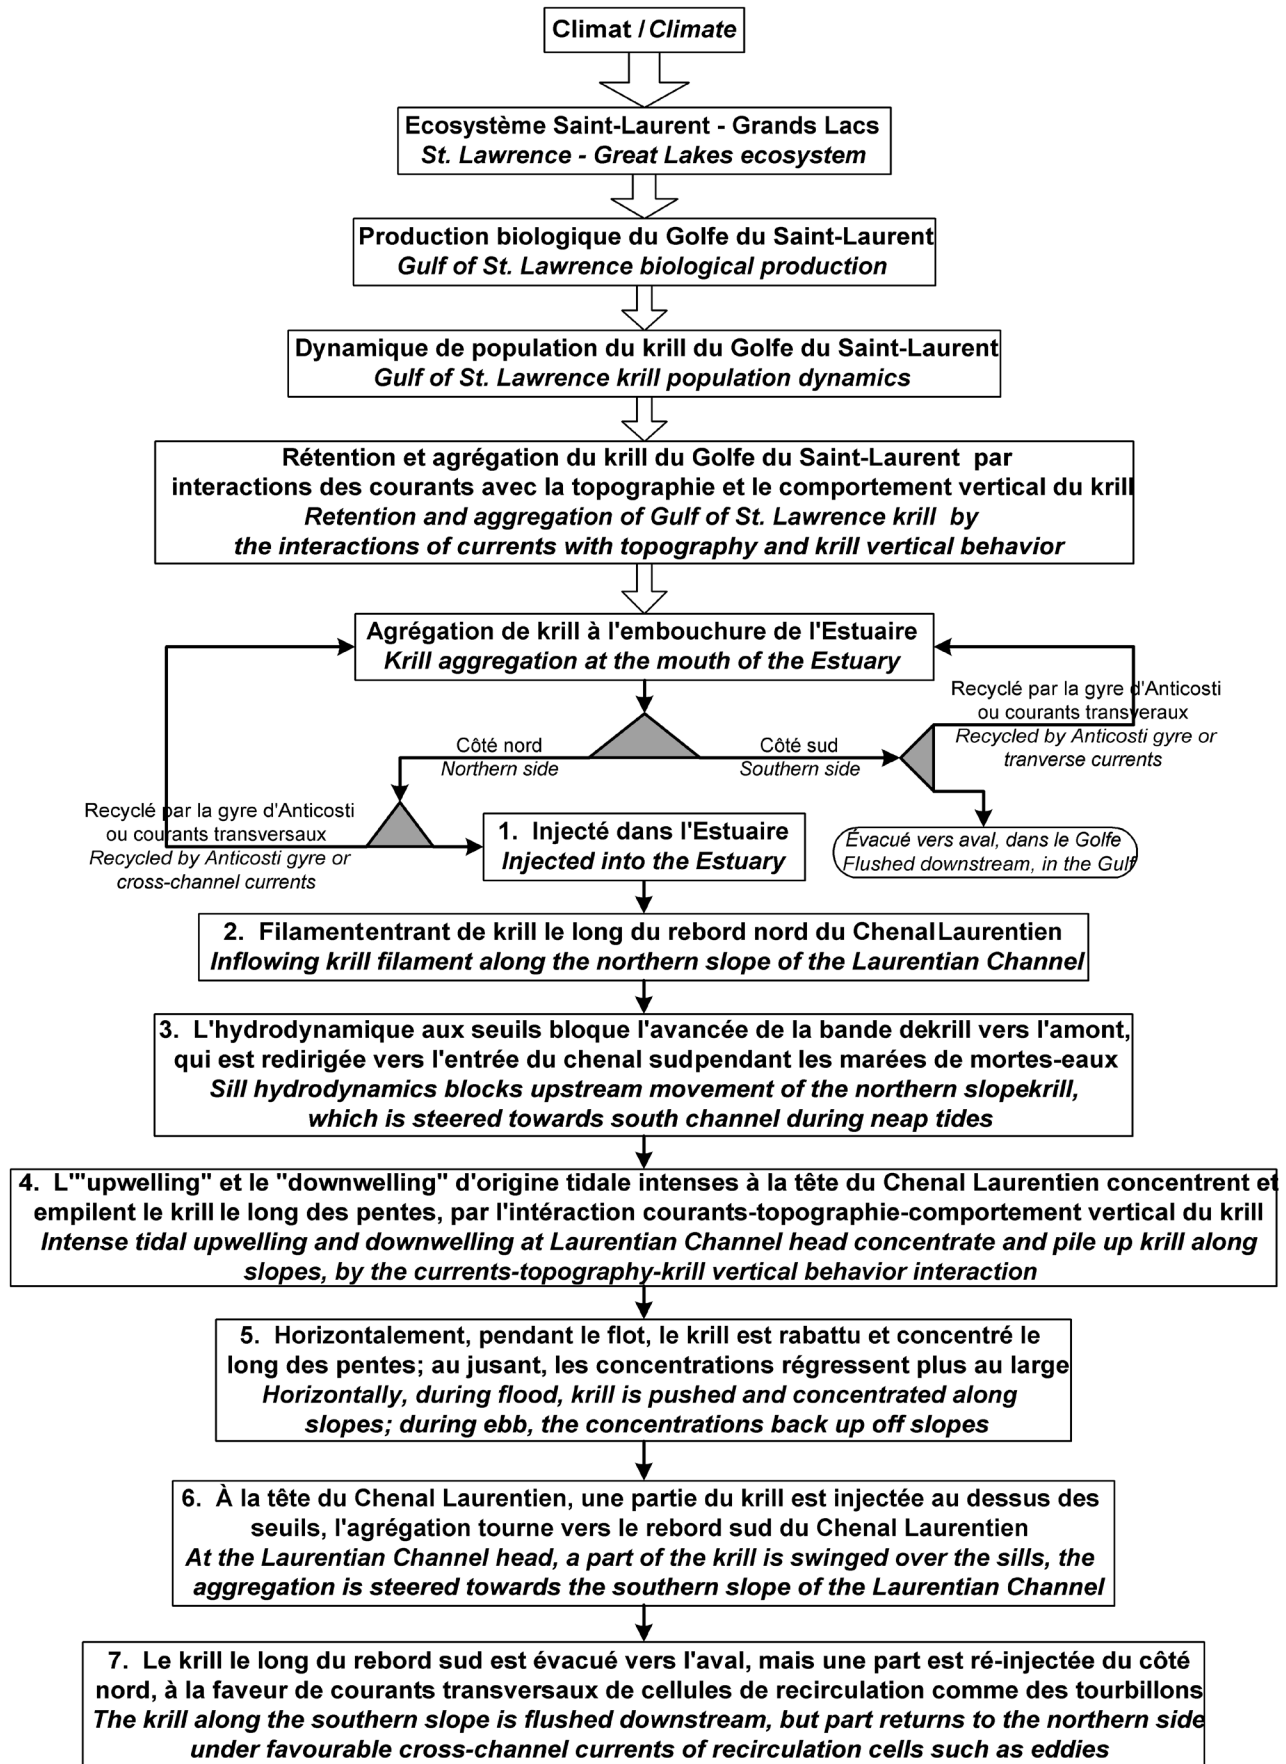 Climat / Climate
Ecosystème Saint-Laurent - Grands Lacs
St. Lawrence - Great Lakes ecosystem
Production biologique du Golfe du Saint-Laurent
Gulf of St. Lawrence biological production
Dynamique de population du krill du Golfe du Saint-Laurent
Gulf of St. Lawrence krill population dynamics
Rétention et agrégation du krill du Golfe du Saint-Laurent par
interactions des courants avec la topographie et le comportement vertical du krill
Retention and aggregation of Gulf of St. Lawrence krill by
the interactions of currents with topography and krill vertical behavior
Agrégation de krill à l'embouchure de l'Estuaire
Krill aggregation at the mouth of the Estuary
Recyclé par la gyre d'Anticosti
ou courants transveraux
Recycled by Anticosti gyre or
tranverse currents
Côté nord
Northern side
Côté sud
Southern side
Recyclé par la gyre d'Anticosti
ou courants transversaux
Recycled by Anticosti gyre or
cross-channel currents
1. Injecté dans l'Estuaire
Injected into the Estuary
Évacué vers aval, dans le Golfe
Flushed downstream, in the Gulf
2. Filamententrant de krill le long du rebord nord du ChenalLaurentien
Inflowing krill filament along the northern slope of the Laurentian Channel
3. L'hydrodynamique aux seuils bloque l'avancée de la bande dekrill vers l'amont,
qui est redirigée vers l'entrée du chenal sudpendant les marées de mortes-eaux
Sill hydrodynamics blocks upstream movement of the northern slopekrill,
which is steered towards south channel during neap tides
4. L'"upwelling" et le "downwelling" d'origine tidale intenses à la tête du Chenal Laurentien concentrent et
empilent le krill le long des pentes, par l'intéraction courants-topographie-comportement vertical du krill
Intense tidal upwelling and downwelling at Laurentian Channel head concentrate and pile up krill along
slopes, by the currents-topography-krill vertical behavior interaction
5. Horizontalement, pendant le flot, le krill est rabattu et concentré le
long des pentes; au jusant, les concentrations régressent plus au large
Horizontally, during flood, krill is pushed and concentrated along
slopes; during ebb, the concentrations back up off slopes
6. À la tête du Chenal Laurentien, une partie du krill est injectée au dessus des
seuils, l'agrégation tourne vers le rebord sud du Chenal Laurentien
At the Laurentian Channel head, a part of the krill is swinged over the sills, the
aggregation is steered towards the southern slope of the Laurentian Channel
7. Le krill le long du rebord sud est évacué vers l'aval, mais une part est ré-injectée du côté
nord, à la faveur de courants transversaux de cellules de recirculation comme des tourbillons
The krill along the southern slope is flushed downstream, but part returns to the northern side
under favourable cross-channel currents of recirculation cells such as eddies